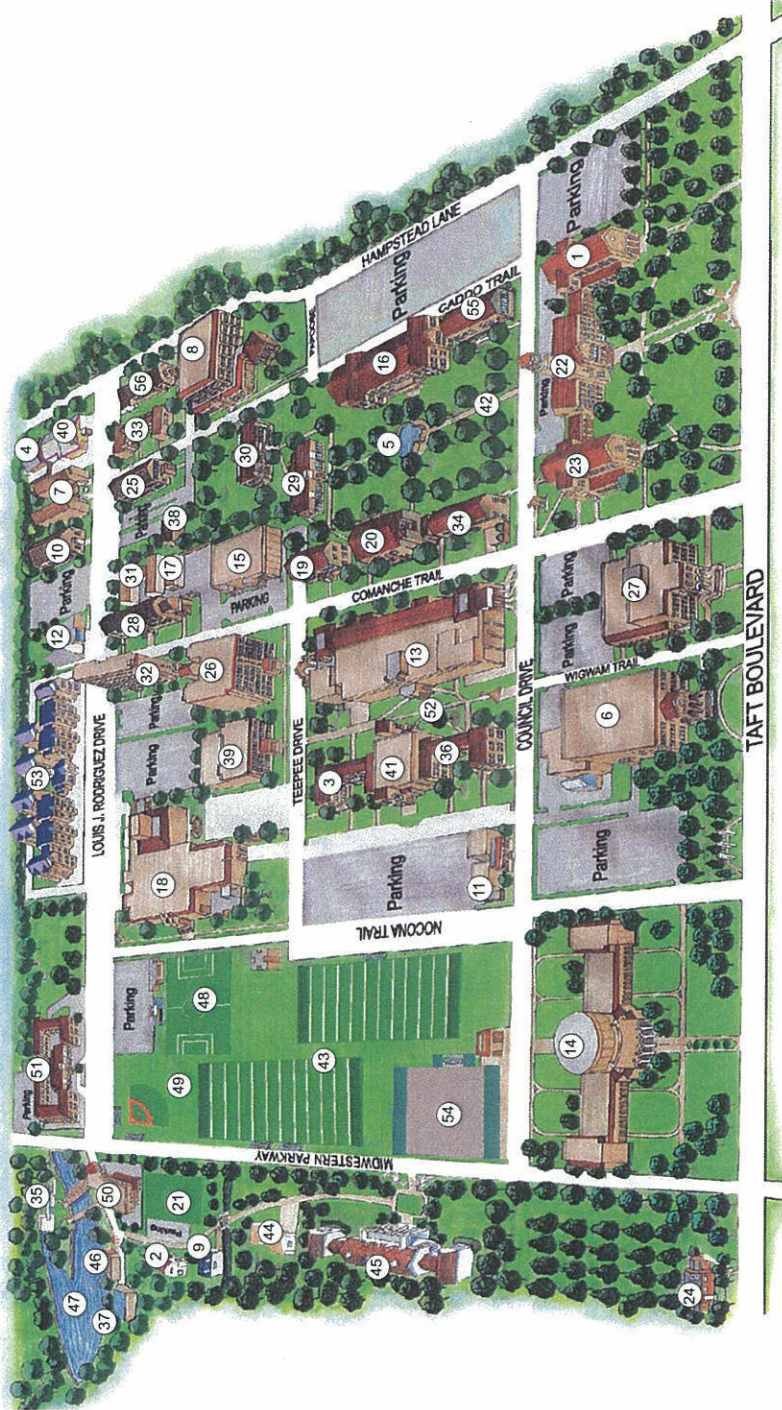 35
51
53
12
10
7
4
40
Parking
Parking
47
46
37
50
LOUIS J. RODRIGUEZ DRIVE
2
9
21
Parking
Parking
48
49
18
Parking
Parking
39
32
26
28
31
17
38
15
Parking
PARKING
25
33
56
8
30
29
44
43
TEEPEE DRIVE
PAPOOSE
HAMPSTEAD LANE
45
MIDWESTERN PARKWAY
54
NOCONA TRAIL
Parking
11
3
41
36
52
13
COMANCHE TRAIL
19
20
34
5
42
16
55
CADDO TRAIL
Parking
COUNCIL DRIVE
14
Parking
6
WIGWAM TRAIL
Parking
Parking
27
23
22
1
Parking
Parking
24
TAFT BOULEVARD